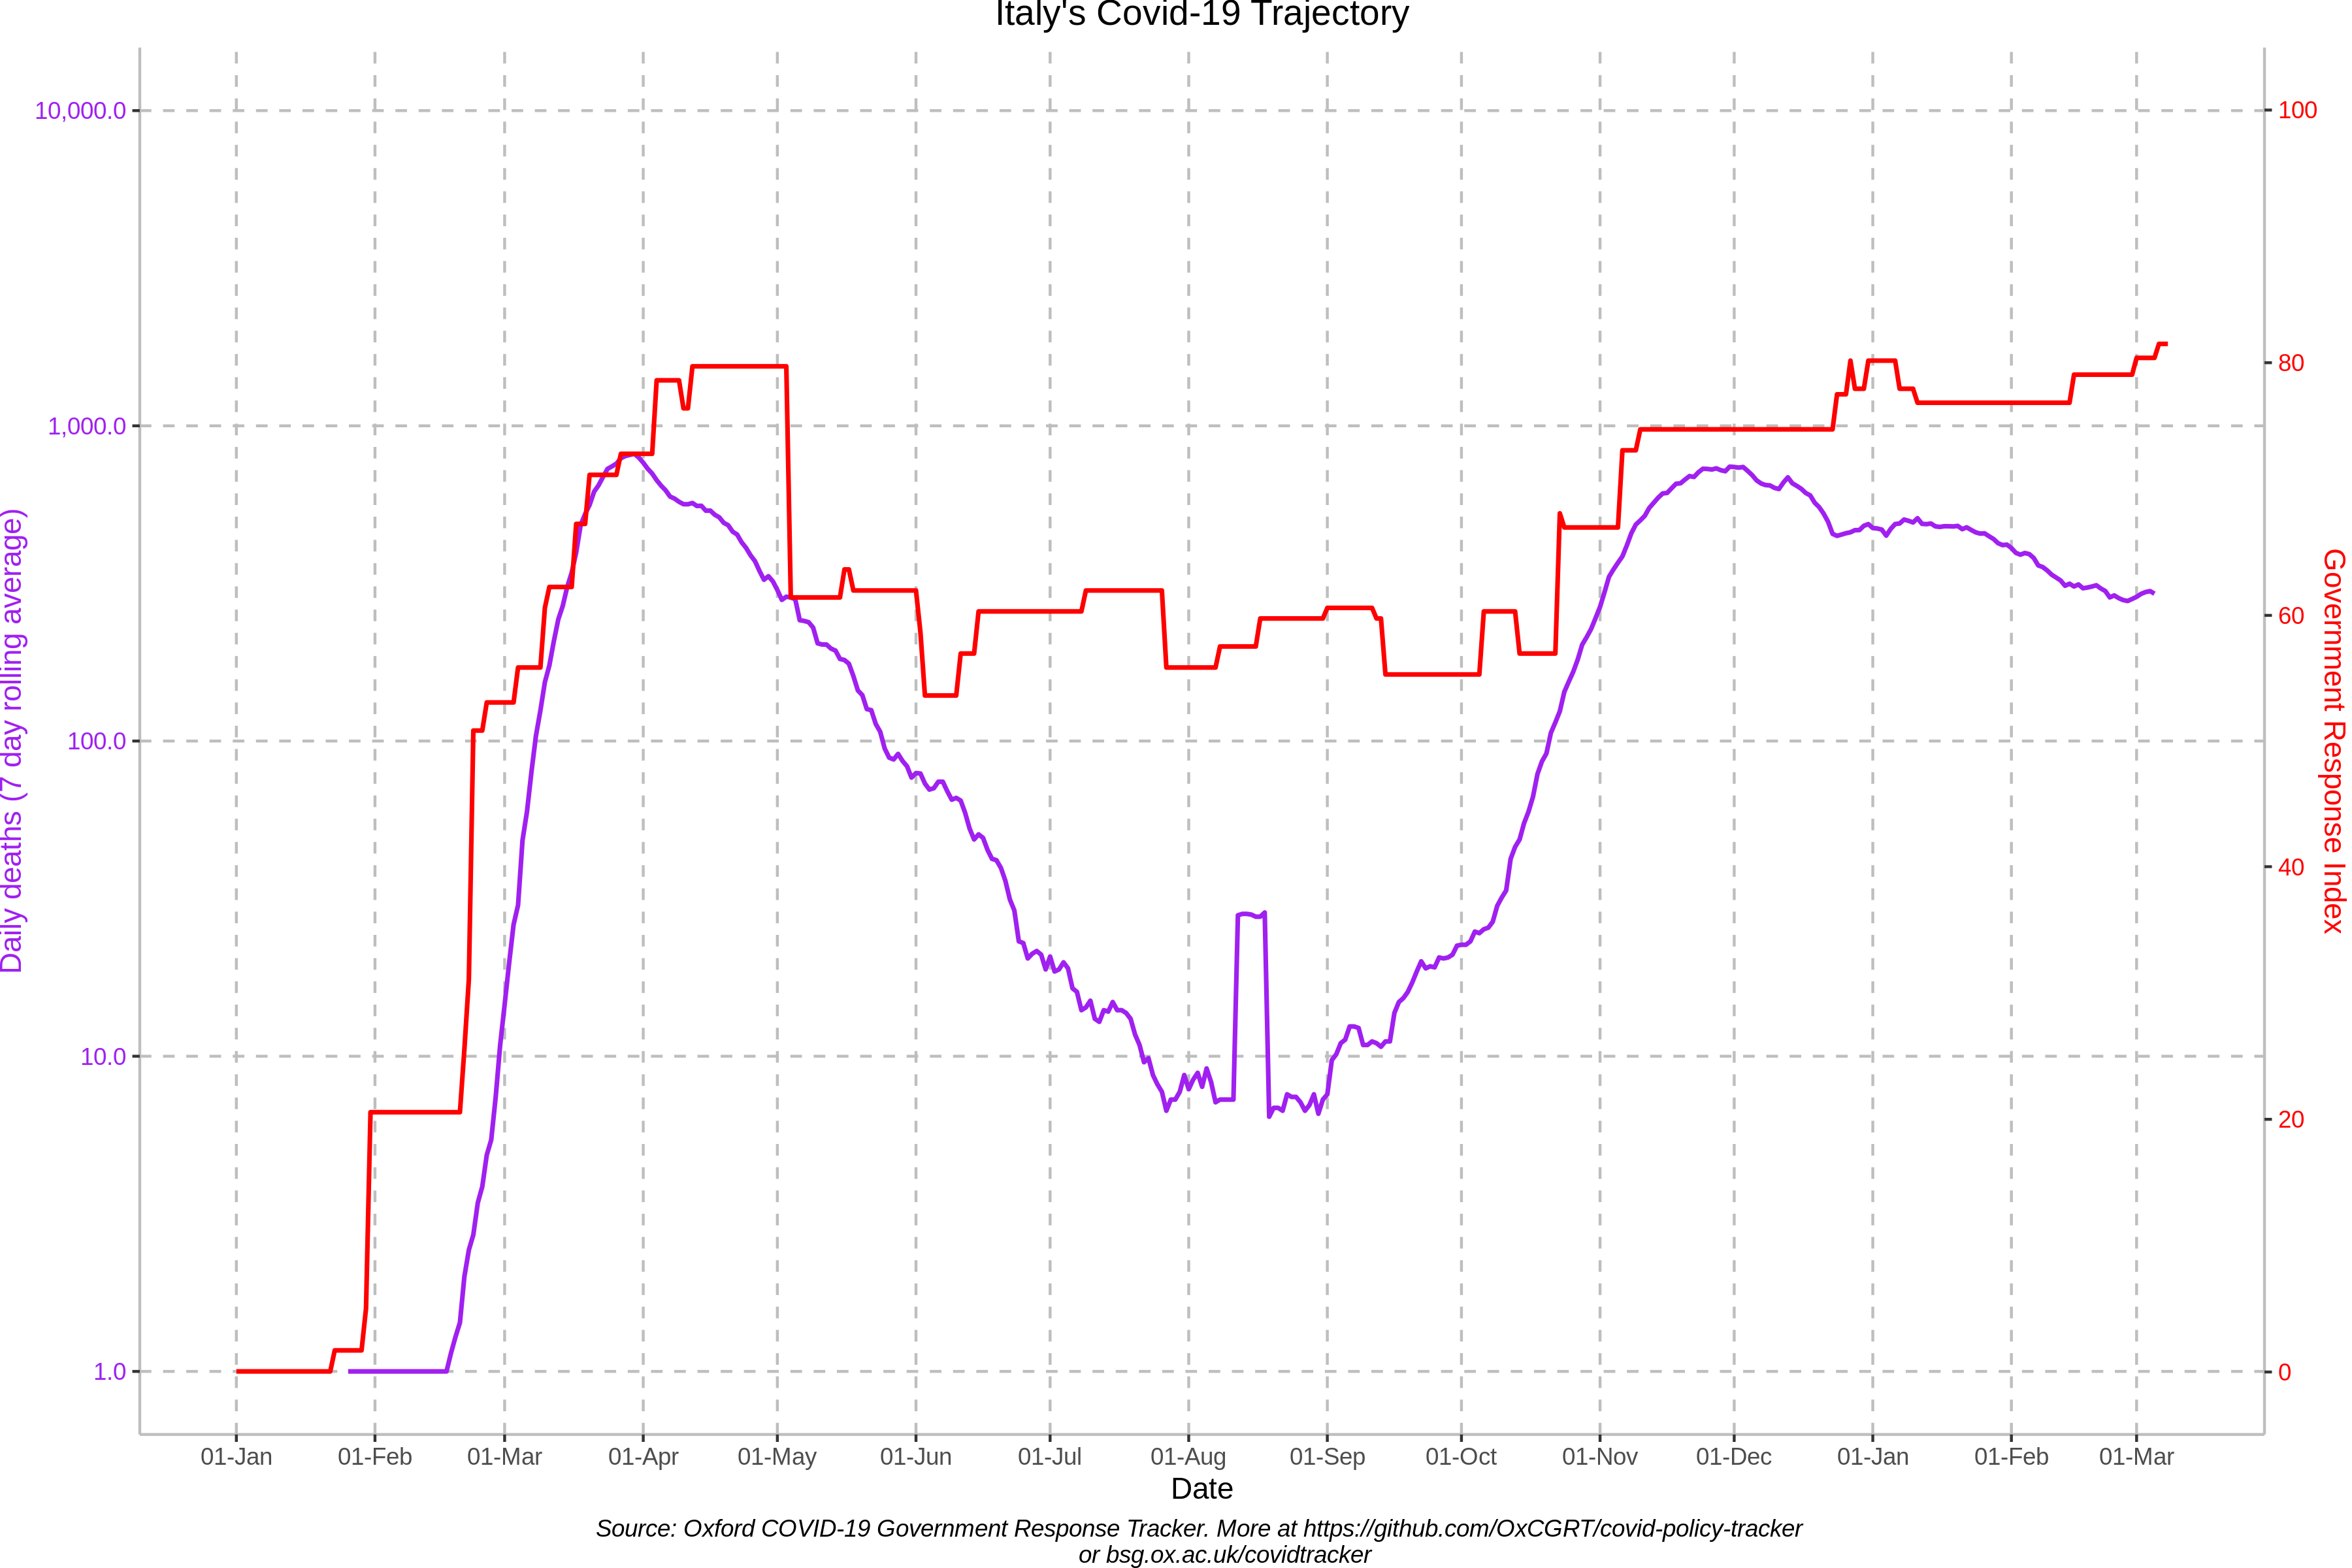 Italy's Covid-19 Trajectory
10,000.0
1,000.0
100.0
10.0
1.0
Daily deaths (7 day rolling average)
100
80
60
40
20
0
Government Response Index
01-Jan 01-Feb 01-Mar 01-Apr 01-May 01-Jun 01-Jul 01-Aug 01-Sep 01-Oct 01-Nov 01-Dec 01-Jan 01-Feb 01-Mar
Date
Source: Oxford COVID-19 Government Response Tracker. More at https://github.com/OxCGRT/covid-policy-tracker
or bsg.ox.ac.uk/covidtracker